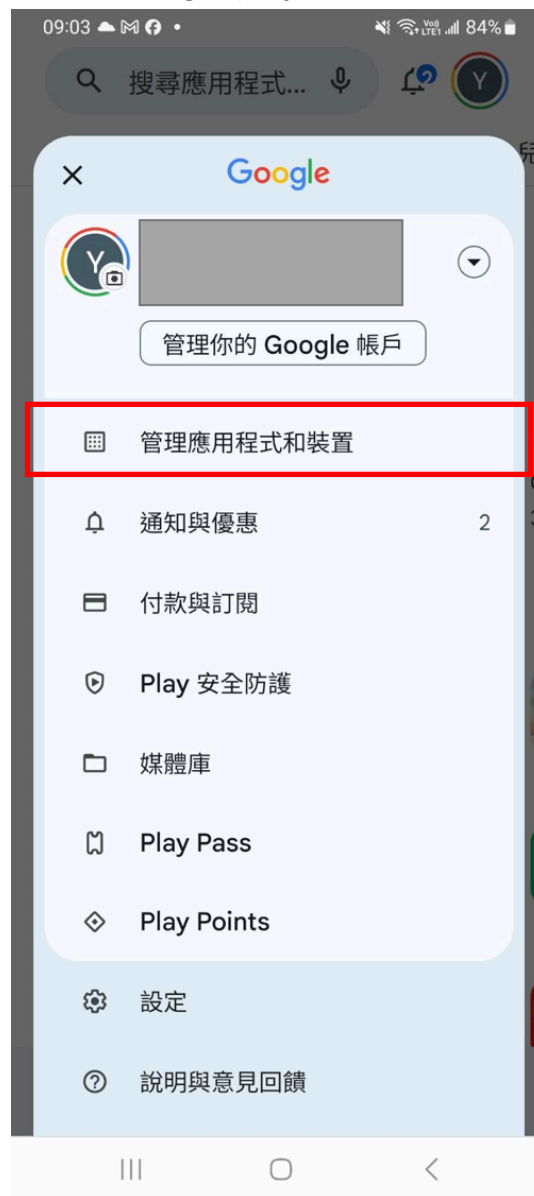 09:03
84%
搜尋應用程式...
Y
Google
Y
管理你的 Google 帳戶
管理應用程式和裝置
通知與優惠 2
付款與訂閱
Play 安全防護
媒體庫
Play Pass
Play Points
設定
說明與意見回饋